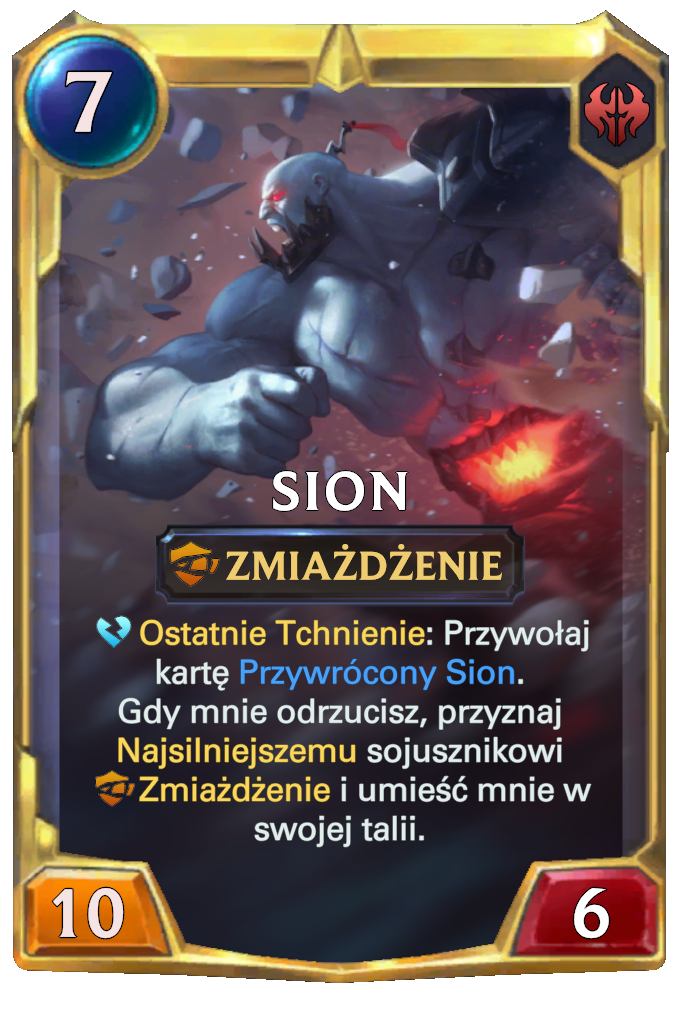 7
SION
ZMIAŻDŻENIE
Ostatnie Tchnienie: Przywołaj
kartę Przywrócony Sion.
Gdy mnie odrzucisz, przyznaj
Najsilniejszemu sojusznikowi
Zmiażdżenie i umieść mnie w
swojej talii.
10
6